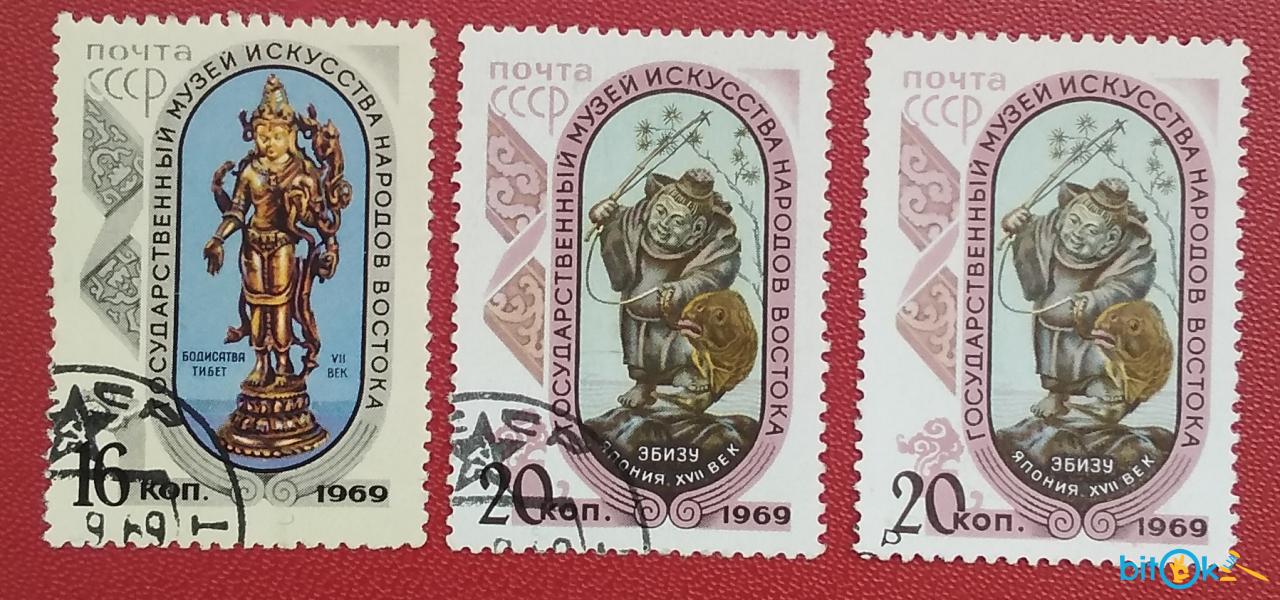 почта
СССР
ГОСУДАРСТВЕННЫЙ МУЗЕЙ ИСКУССТВА НАРОДОВ ВОСТОКА
БОДИСАТВА
ТИБЕТ
VII
ВЕК
16 КОП.
1969
почта
СССР
ГОСУДАРСТВЕННЫЙ МУЗЕЙ ИСКУССТВА НАРОДОВ ВОСТОКА
ЭБИЗУ
ЯПОНИЯ. XVII ВЕК
20 КОП.
1969
почта
СССР
ГОСУДАРСТВЕННЫЙ МУЗЕЙ ИСКУССТВА НАРОДОВ ВОСТОКА
ЭБИЗУ
ЯПОНИЯ. XVII ВЕК
20 КОП.
1969
bitOk